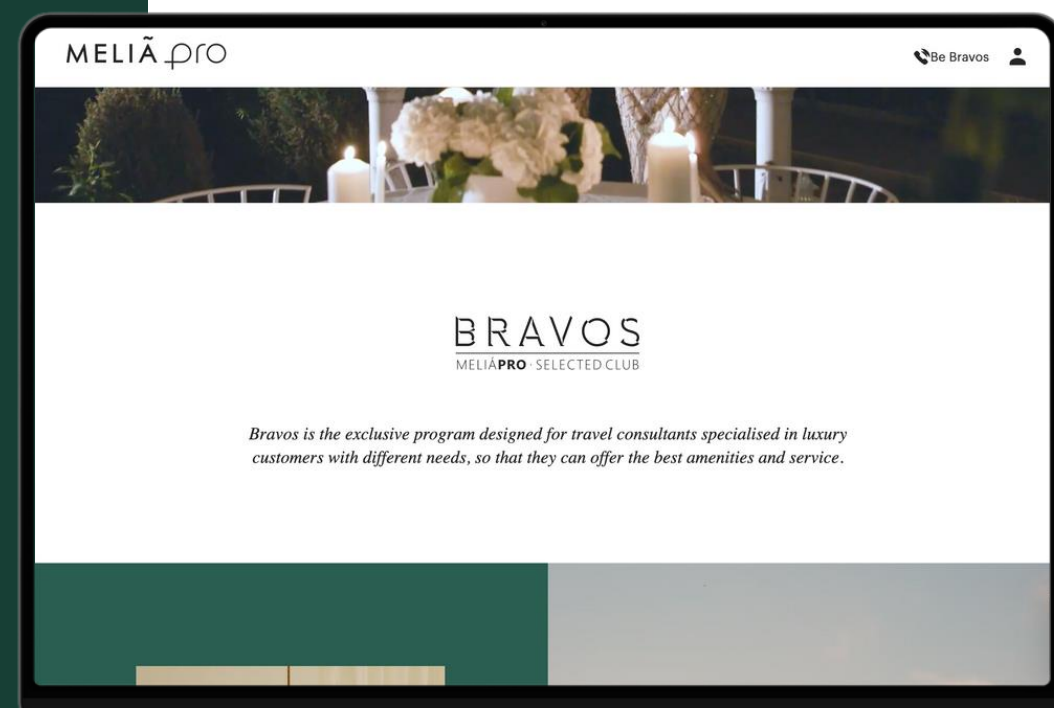 MELIÃ pro
Be Bravos
BRAVOS
MELIÁPRO · SELECTED CLUB
Bravos is the exclusive program designed for travel consultants specialised in luxury
customers with different needs, so that they can offer the best amenities and service.